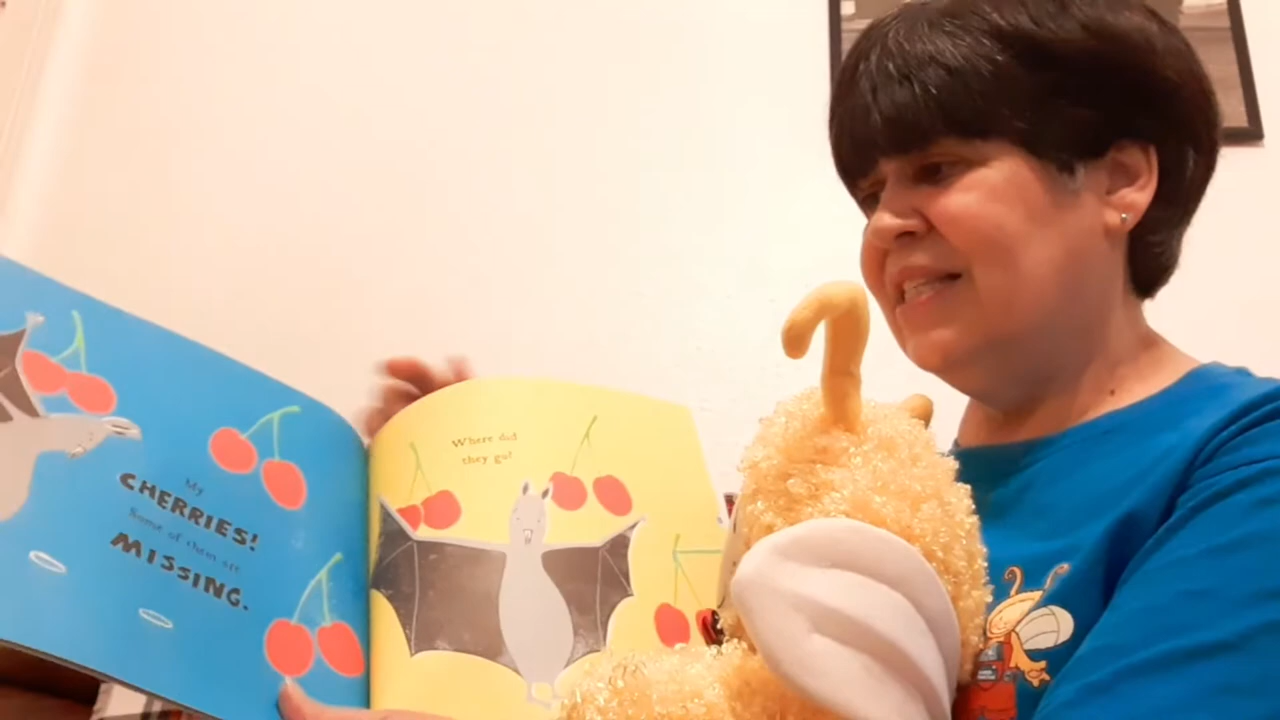 My
CHERRIES!
Some of them are
MISSING.
Where did
they go?